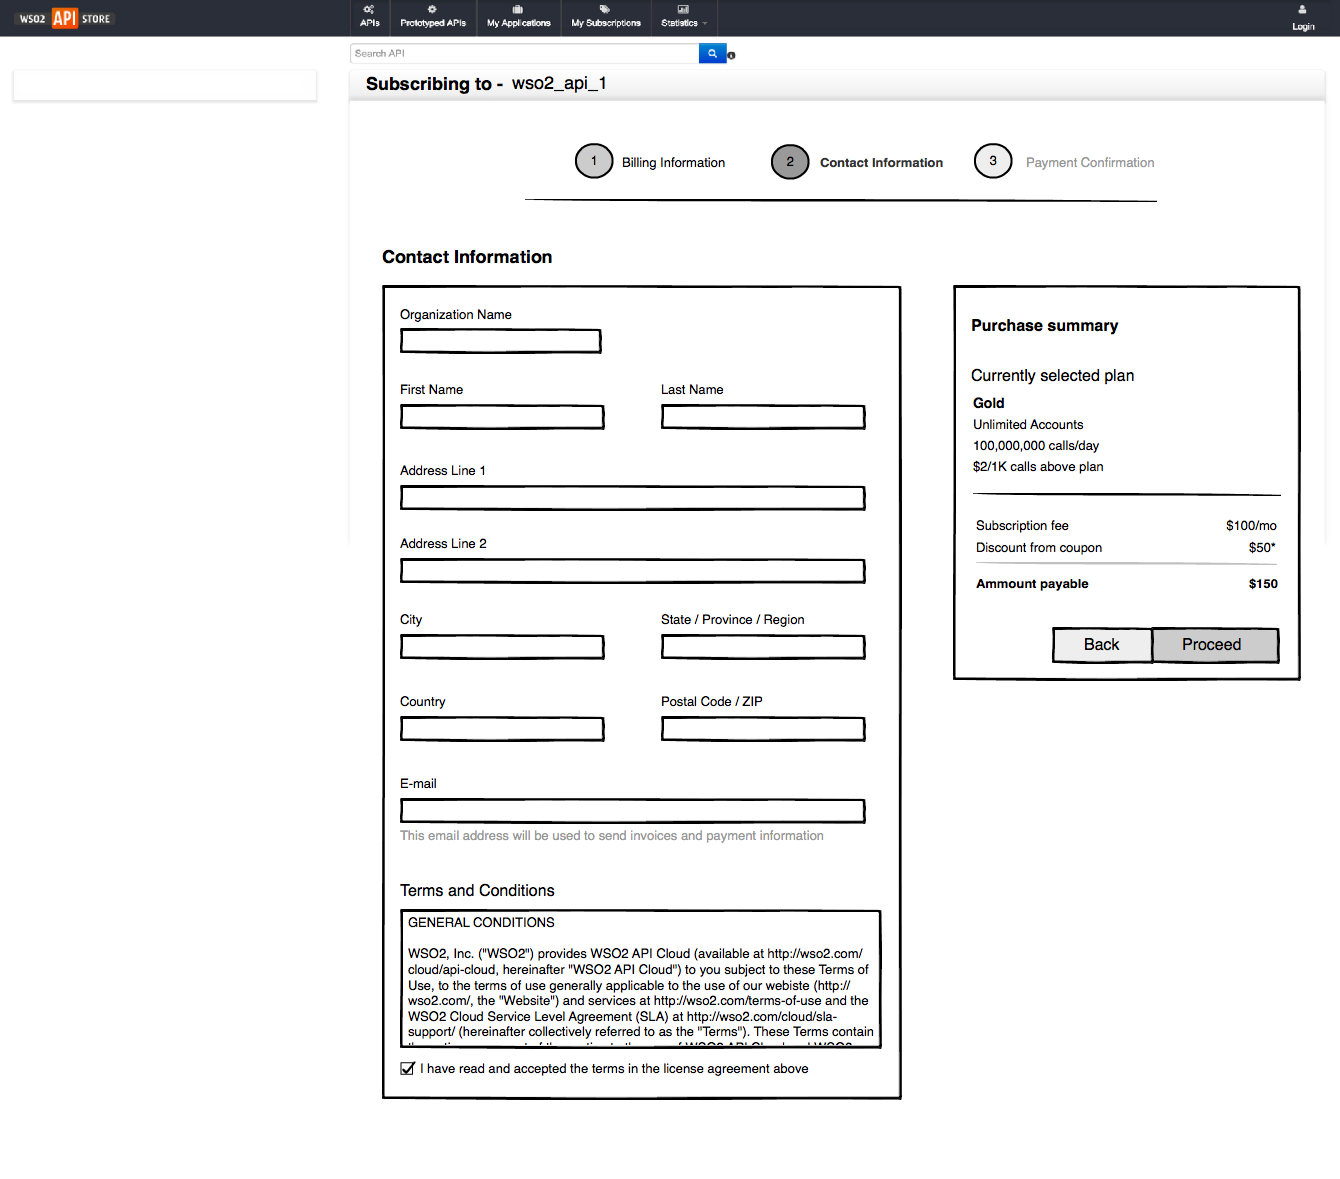 WSO2 API STORE
APIs
Prototyped APIs
My Applications
My Subscriptions
Statistics
Login
Search API
Subscribing to - wso2_api_1
1 Billing Information
2 Contact Information
3 Payment Confirmation
Contact Information
Organization Name
First Name
Last Name
Address Line 1
Address Line 2
City
State / Province / Region
Country
Postal Code / ZIP
E-mail
This email address will be used to send invoices and payment information
Terms and Conditions
GENERAL CONDITIONS
WSO2, Inc. ("WSO2") provides WSO2 API Cloud (available at http://wso2.com/
cloud/api-cloud, hereinafter "WSO2 API Cloud") to you subject to these Terms of
Use, to the terms of use generally applicable to the use of our webiste (http://
wso2.com/, the "Website") and services at http://wso2.com/terms-of-use and the
WSO2 Cloud Service Level Agreement (SLA) at http://wso2.com/cloud/sla-
support/ (hereinafter collectively referred to as the "Terms"). These Terms contain
I have read and accepted the terms in the license agreement above
Purchase summary
Currently selected plan
Gold
Unlimited Accounts
100,000,000 calls/day
$2/1K calls above plan
Subscription fee $100/mo
Discount from coupon $50*
Ammount payable $150
Back
Proceed